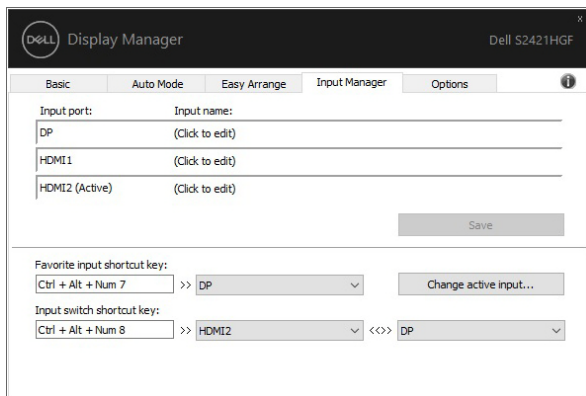 DELL Display Manager
x
Dell S2421HGF
Basic Auto Mode Easy Arrange Input Manager Options i
Input port: Input name:
DP (Click to edit)
HDMI1 (Click to edit)
HDMI2 (Active) (Click to edit)
Save
Favorite input shortcut key:
Ctrl + Alt + Num 7 >> DP Change active input...
Input switch shortcut key:
Ctrl + Alt + Num 8 >> HDMI2 <<>> DP